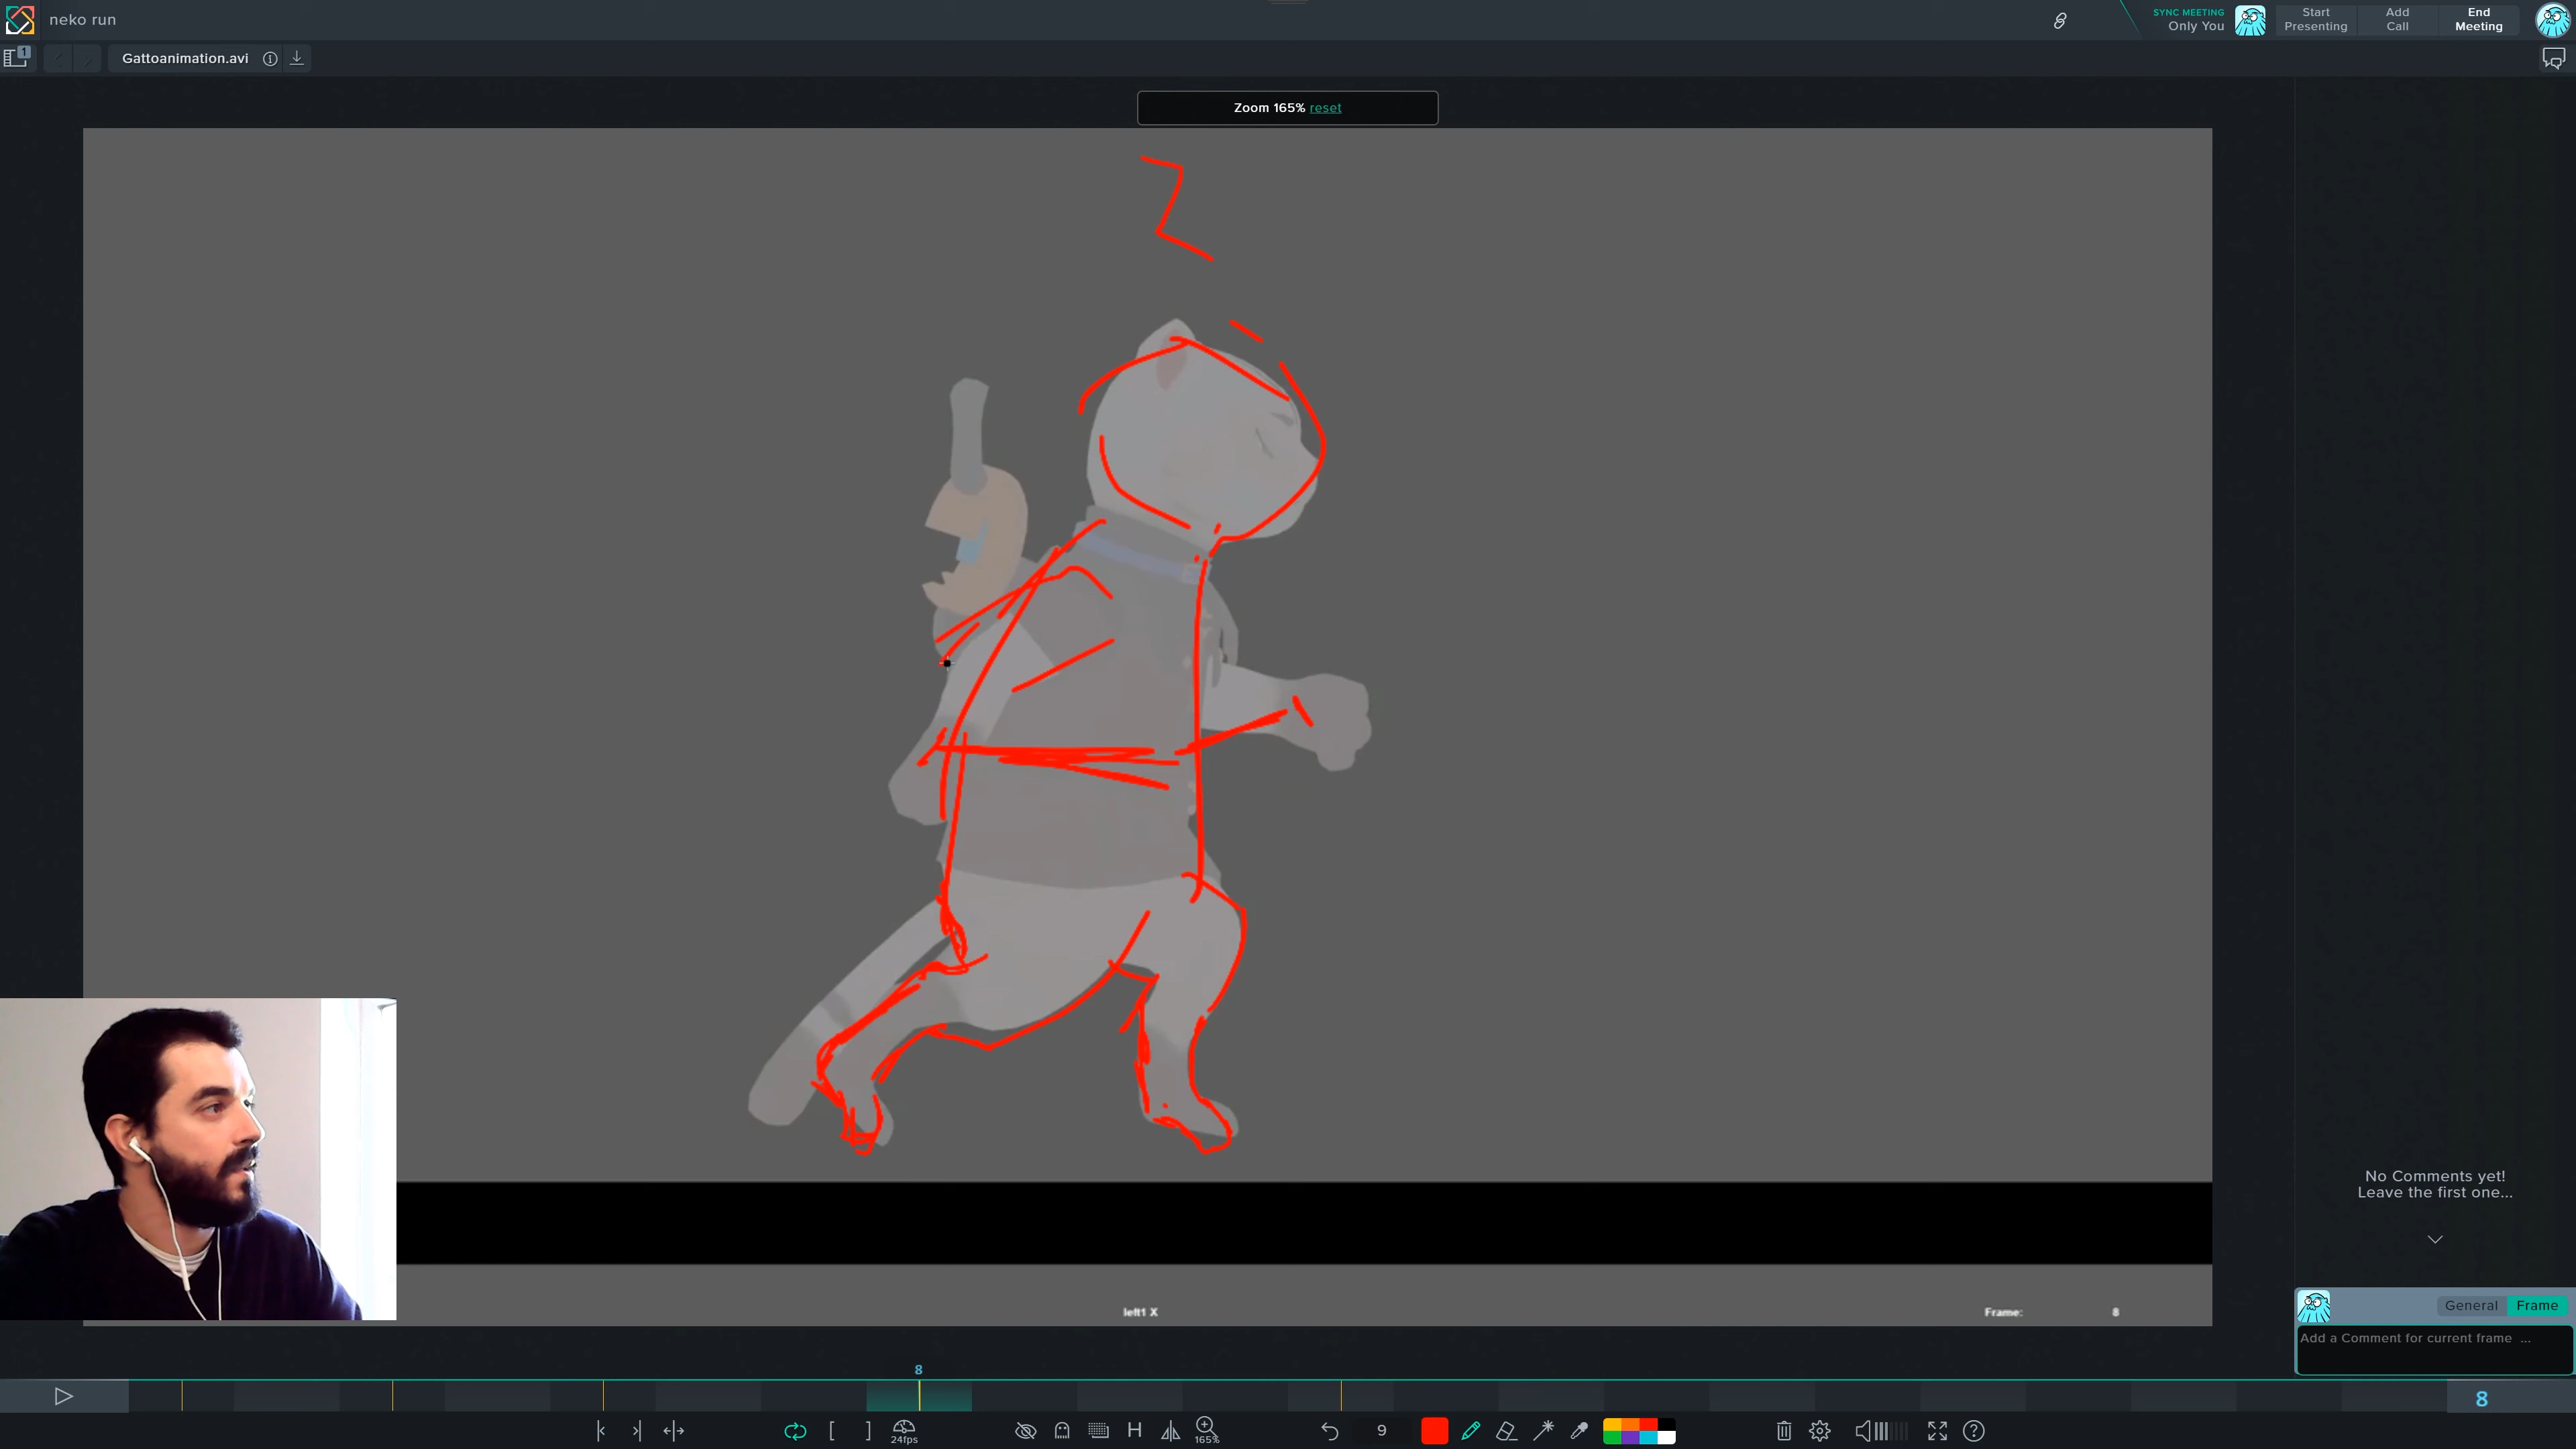 neko run
SYNC MEETING
Only You
Start
Presenting
Add
Call
End
Meeting
1
Gattoanimation.avi
Zoom 165% reset
No Comments yet!
Leave the first one...
left1 X
Frame: 8
General
Frame
Add a Comment for current frame ...
8
8
24fps
H
165%
9